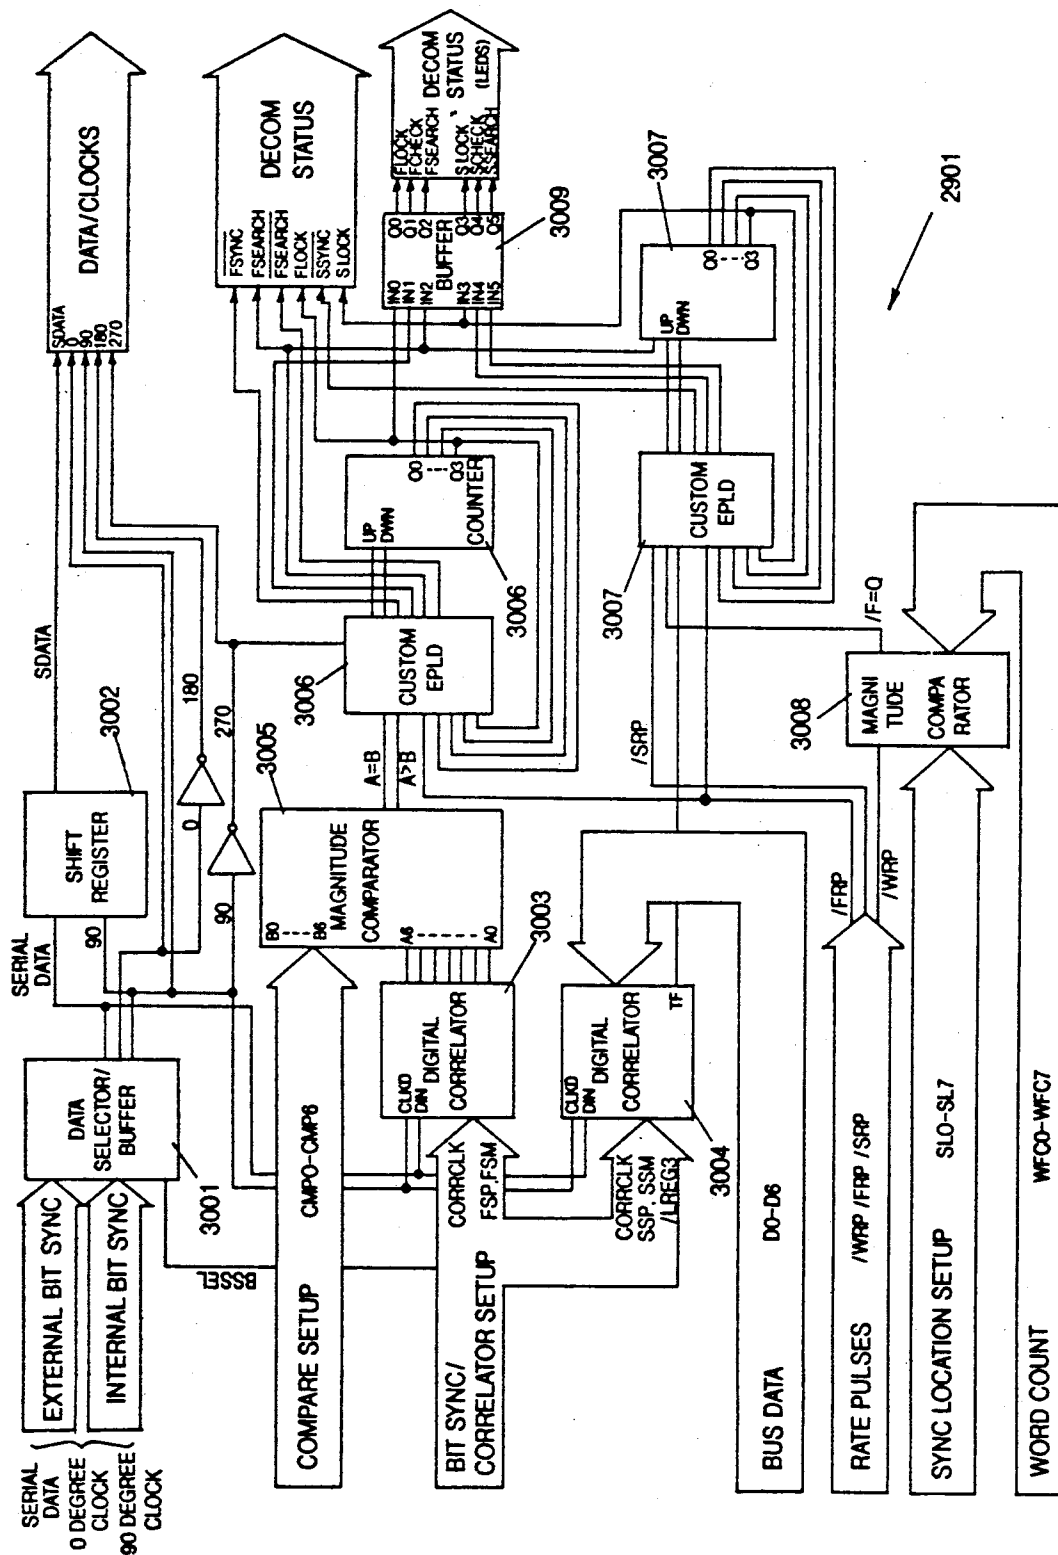 SERIAL
DATA
0 DEGREE
CLOCK
90 DEGREE
CLOCK
EXTERNAL BIT SYNC
INTERNAL BIT SYNC
3001
DATA
SELECTOR/
BUFFER
SERIAL
DATA
90
SHIFT
REGISTER
3002
SDATA
0
180
90
270
SDATA
0
90
180
270
DATA/CLOCKS
BSSEL
COMPARE SETUP
CMP0-CMP6
B0
B6
MAGNITUDE
COMPARATOR
A6
A0
3005
A=B
A>B
3006
CUSTOM
EPLD
UP
DWN
Q0
Q3
COUNTER
3006
FSYNC
FSEARCH
FSEARCH
FLOCK
SSYNC
SLOCK
DECOM
STATUS
IN0
IN1
IN2
IN3
IN4
IN5
BUFFER
Q0
Q1
Q2
Q3
Q4
Q5
3009
FLOCK
FCHECK
FSEARCH
SLOCK
SCHECK
SSEARCH
DECOM
STATUS
(LEDS)
BIT SYNC/
CORRELATOR SETUP
CORRCLK
FSP,FSM
CLKD
DIN
DIGITAL
CORRELATOR
3003
CORRCLK
SSP, SSM
/LREG3
CLKD
DIN
DIGITAL
CORRELATOR
TF
3004
BUS DATA
D0-D6
/SRP
3007
CUSTOM
EPLD
UP
DWN
Q0
Q3
3007
2901
RATE PULSES
/WRP /FRP /SRP
/FRP
/WRP
3008
MAGNI
TUDE
COMPA
RATOR
/F=Q
SYNC LOCATION SETUP
SL0-SL7
WORD COUNT
WFC0-WFC7